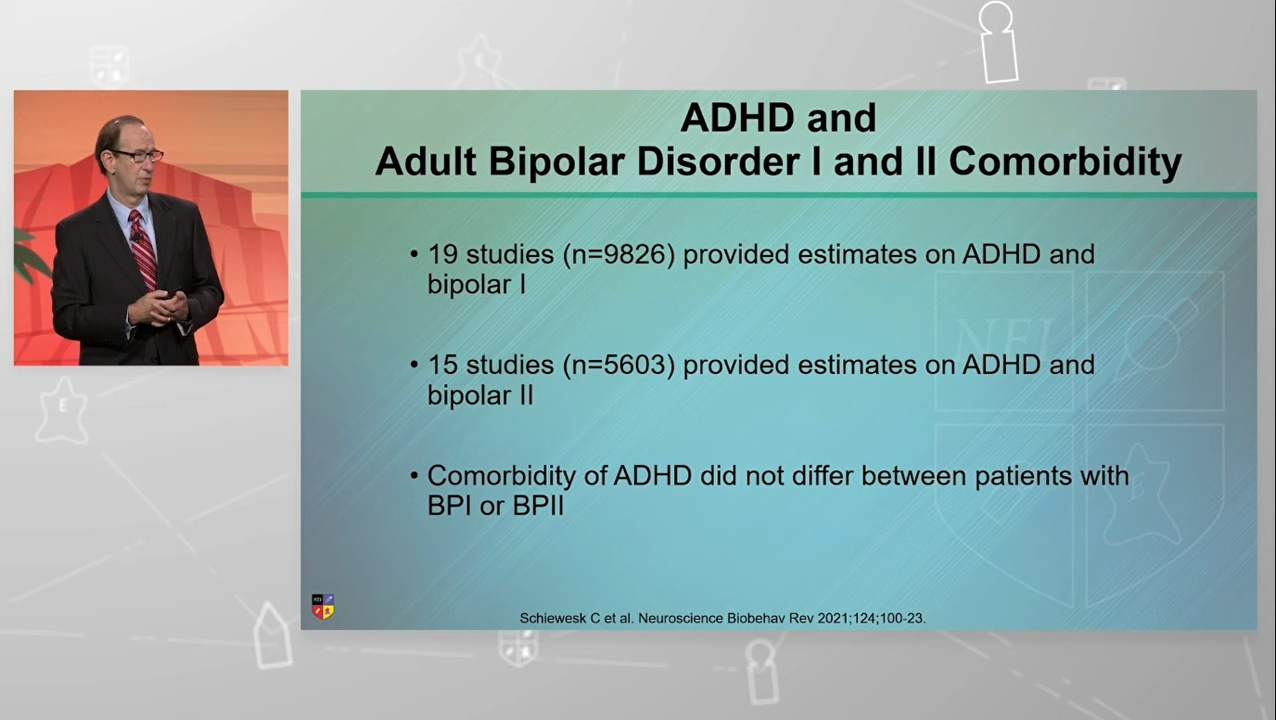 ADHD and
Adult Bipolar Disorder I and II Comorbidity
• 19 studies (n=9826) provided estimates on ADHD and
bipolar I
• 15 studies (n=5603) provided estimates on ADHD and
bipolar II
• Comorbidity of ADHD did not differ between patients with
BPI or BPII
NEI
E
NEI
Schiewesk C et al. Neuroscience Biobehav Rev 2021;124;100-23.
E